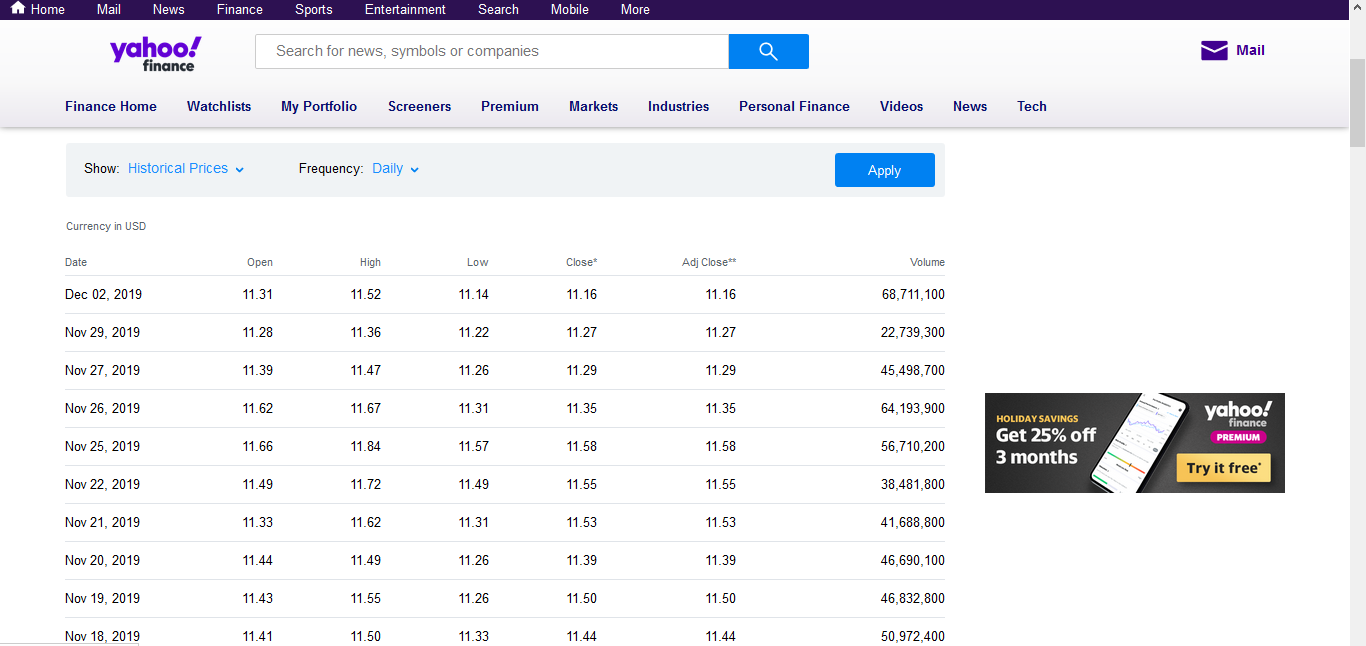 Home Mail News Finance Sports Entertainment Search Mobile More
yahoo!
finance
Search for news, symbols or companies
Mail
Finance Home Watchlists My Portfolio Screeners Premium Markets Industries Personal Finance Videos News Tech
Show: Historical Prices Frequency: Daily Apply
Currency in USD
Date Open High Low Close* Adj Close** Volume
Dec 02, 2019 11.31 11.52 11.14 11.16 11.16 68,711,100
Nov 29, 2019 11.28 11.36 11.22 11.27 11.27 22,739,300
Nov 27, 2019 11.39 11.47 11.26 11.29 11.29 45,498,700
Nov 26, 2019 11.62 11.67 11.31 11.35 11.35 64,193,900
Nov 25, 2019 11.66 11.84 11.57 11.58 11.58 56,710,200
Nov 22, 2019 11.49 11.72 11.49 11.55 11.55 38,481,800
Nov 21, 2019 11.33 11.62 11.31 11.53 11.53 41,688,800
Nov 20, 2019 11.44 11.49 11.26 11.39 11.39 46,690,100
Nov 19, 2019 11.43 11.55 11.26 11.50 11.50 46,832,800
Nov 18, 2019 11.41 11.50 11.33 11.44 11.44 50,972,400
HOLIDAY SAVINGS
Get 25% off
3 months
yahoo!
finance
PREMIUM
Try it free*